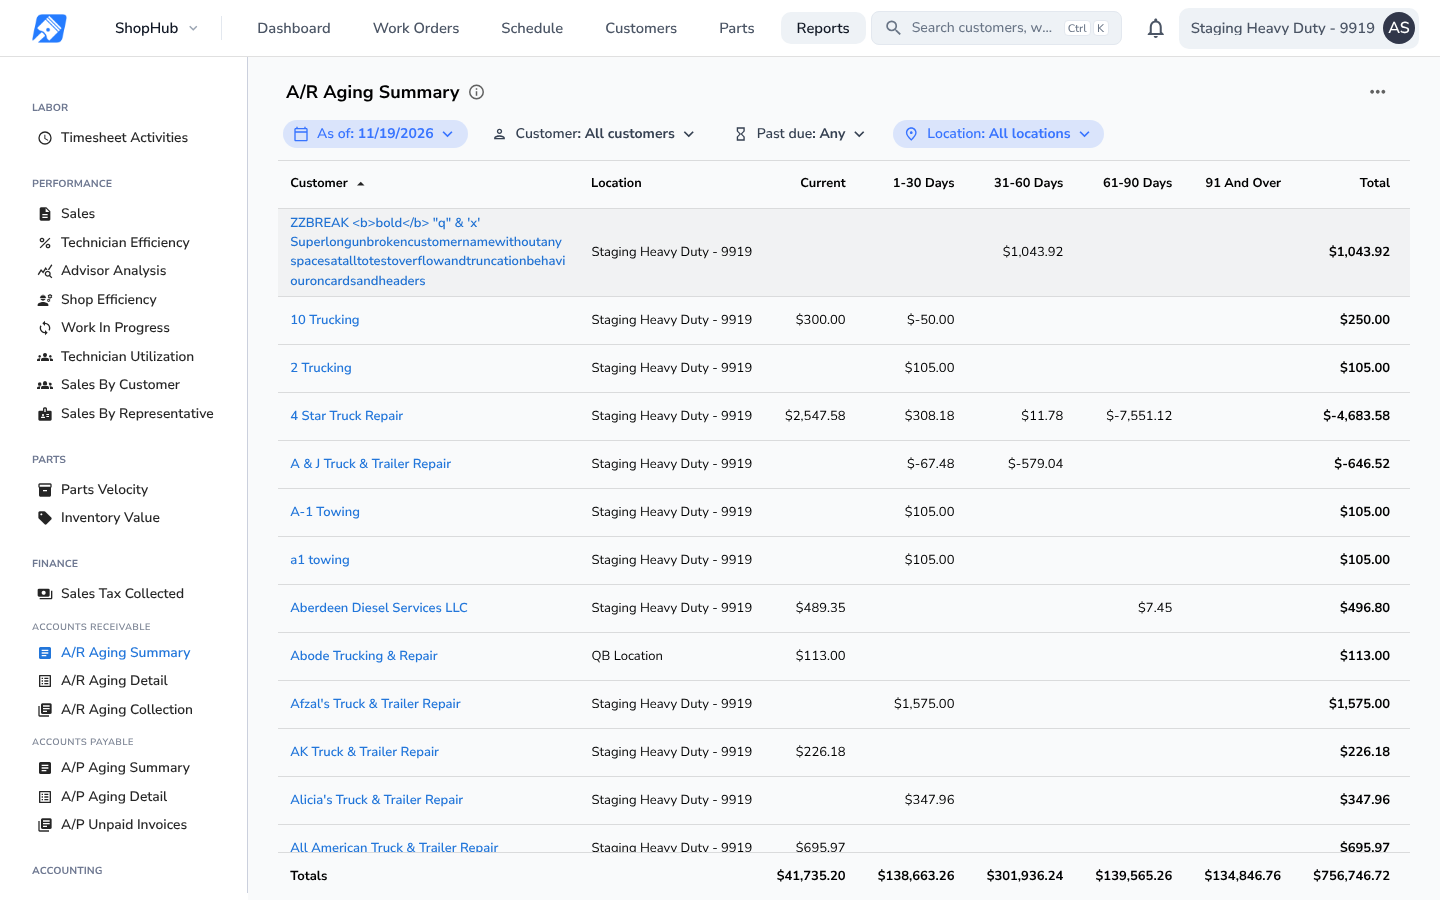 ShopHub
Dashboard
Work Orders
Schedule
Customers
Parts
Reports
Search customers, w...
Ctrl K
Staging Heavy Duty - 9919
AS
LABOR
Timesheet Activities
PERFORMANCE
Sales
Technician Efficiency
Advisor Analysis
Shop Efficiency
Work In Progress
Technician Utilization
Sales By Customer
Sales By Representative
PARTS
Parts Velocity
Inventory Value
FINANCE
Sales Tax Collected
ACCOUNTS RECEIVABLE
A/R Aging Summary
A/R Aging Detail
A/R Aging Collection
ACCOUNTS PAYABLE
A/P Aging Summary
A/P Aging Detail
A/P Unpaid Invoices
ACCOUNTING
A/R Aging Summary
As of: 11/19/2026
Customer: All customers
Past due: Any
Location: All locations
Customer Location Current 1-30 Days 31-60 Days 61-90 Days 91 And Over Total
ZZBREAK <b>bold</b> "q" & 'x'
Superlongunbrokencustomernamewithoutany
spacesatalltotestoverflowandtruncationbehavi
ouroncardsandheaders
Staging Heavy Duty - 9919 $1,043.92 $1,043.92
10 Trucking Staging Heavy Duty - 9919 $300.00 $-50.00 $250.00
2 Trucking Staging Heavy Duty - 9919 $105.00 $105.00
4 Star Truck Repair Staging Heavy Duty - 9919 $2,547.58 $308.18 $11.78 $-7,551.12 $-4,683.58
A & J Truck & Trailer Repair Staging Heavy Duty - 9919 $-67.48 $-579.04 $-646.52
A-1 Towing Staging Heavy Duty - 9919 $105.00 $105.00
a1 towing Staging Heavy Duty - 9919 $105.00 $105.00
Aberdeen Diesel Services LLC Staging Heavy Duty - 9919 $489.35 $7.45 $496.80
Abode Trucking & Repair QB Location $113.00 $113.00
Afzal's Truck & Trailer Repair Staging Heavy Duty - 9919 $1,575.00 $1,575.00
AK Truck & Trailer Repair Staging Heavy Duty - 9919 $226.18 $226.18
Alicia's Truck & Trailer Repair Staging Heavy Duty - 9919 $347.96 $347.96
All American Truck & Trailer Repair Staging Heavy Duty - 9919 $695.97 $695.97
Totals $41,735.20 $138,663.26 $301,936.24 $139,565.26 $134,846.76 $756,746.72